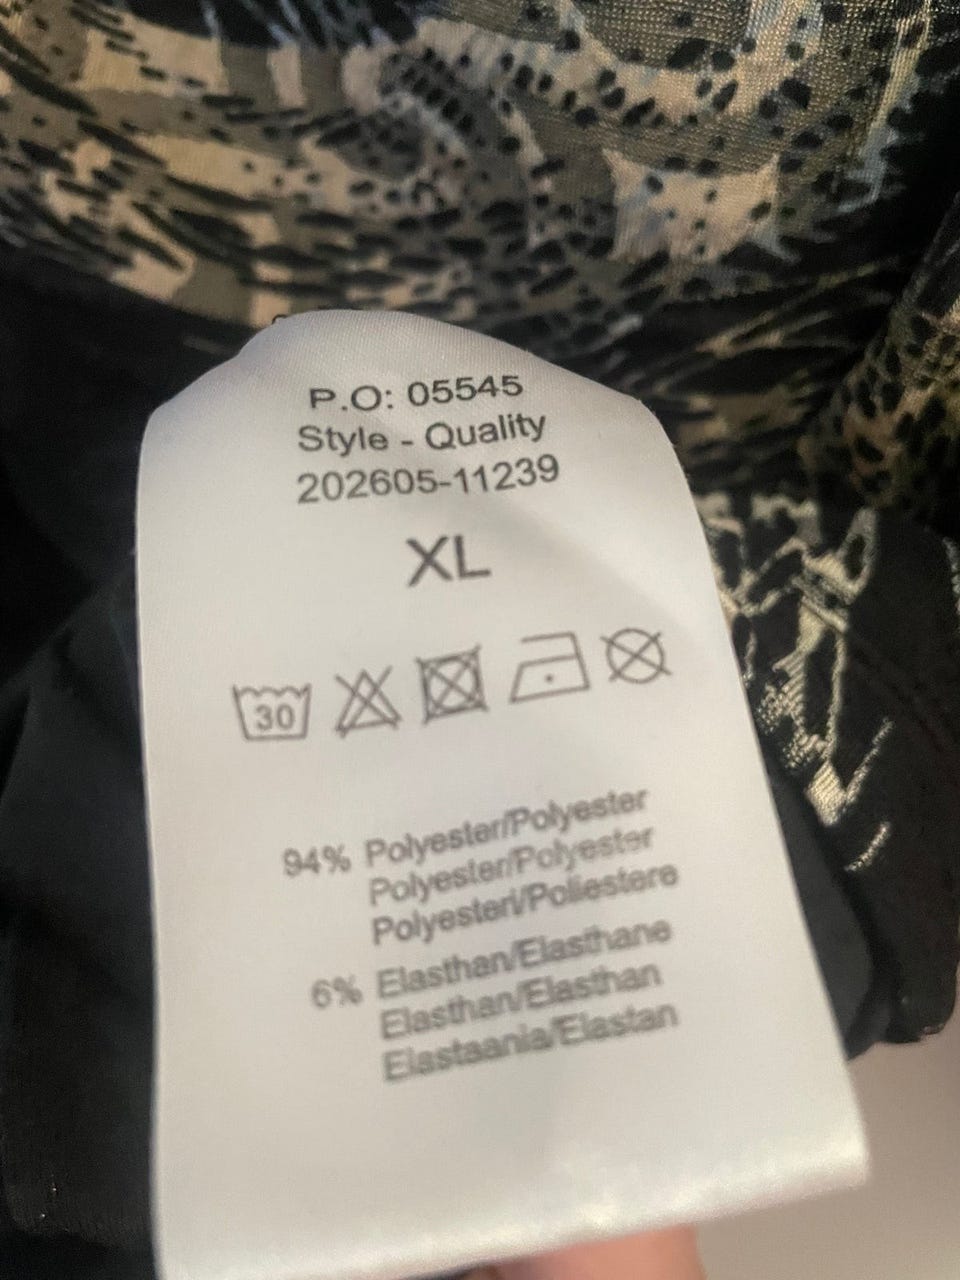 P.O: 05545
Style - Quality
202605-11239
XL
30
94% Polyester/Polyester
Polyester/Polyester
Polyesteri/Poliestere
6% Elasthan/Elasthane
Elasthan/Elasthan
Elastaania/Elastan